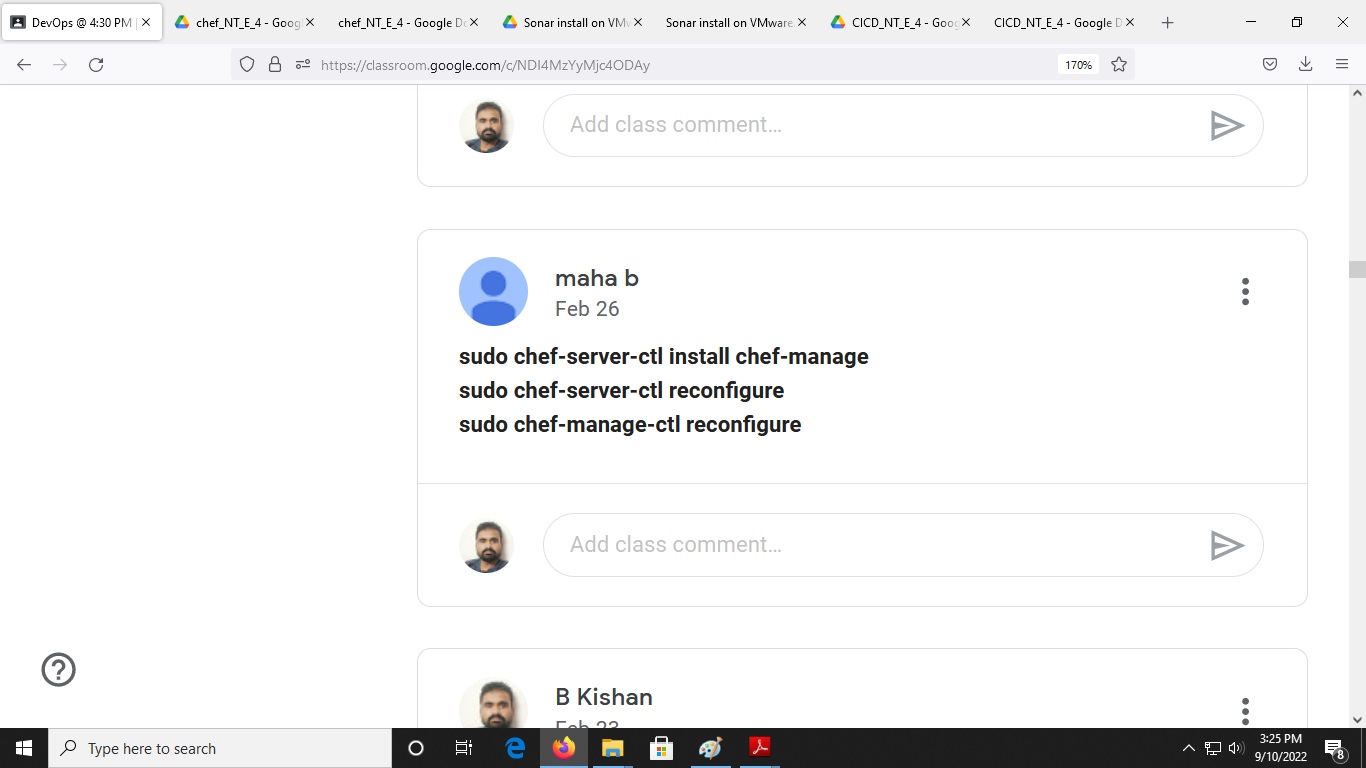 DevOps @ 4:30 PM
chef_NT_E_4 - Goog
chef_NT_E_4 - Google D
Sonar install on VM
Sonar install on VMware
CICD_NT_E_4 - Goog
CICD_NT_E_4 - Google D
https://classroom.google.com/c/NDI4MzYyMjc4ODAy
170%
Add class comment…
maha b
Feb 26
sudo chef-server-ctl install chef-manage
sudo chef-server-ctl reconfigure
sudo chef-manage-ctl reconfigure
Add class comment…
B Kishan
Feb 23
Type here to search
3:25 PM
9/10/2022
8